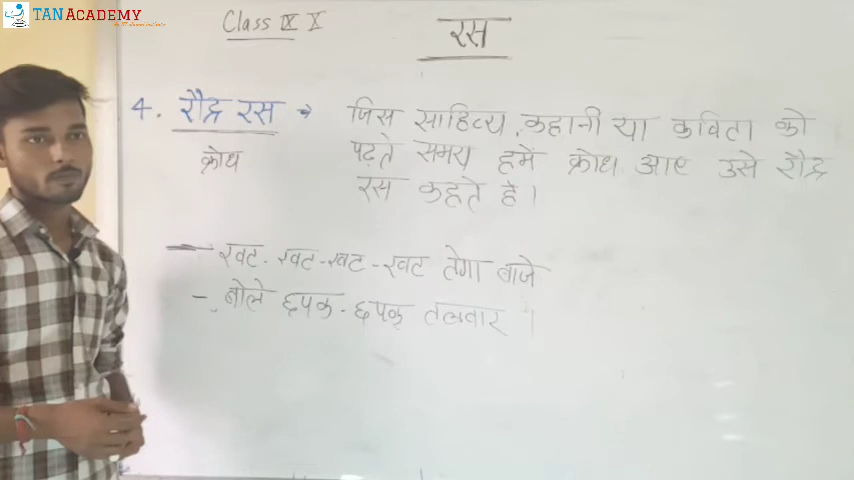 TAN ACADEMY
Class IX X
रस
4. रौद्र रस → जिस साहित्य, कहानी या कविता को
पढ़ते समय हमें क्रोध आए उसे रौद्र
रस कहते है।
क्रोध
- खट-खट-खट-खट तेगा बाजे
- बोले छपक-छपक तलवार।